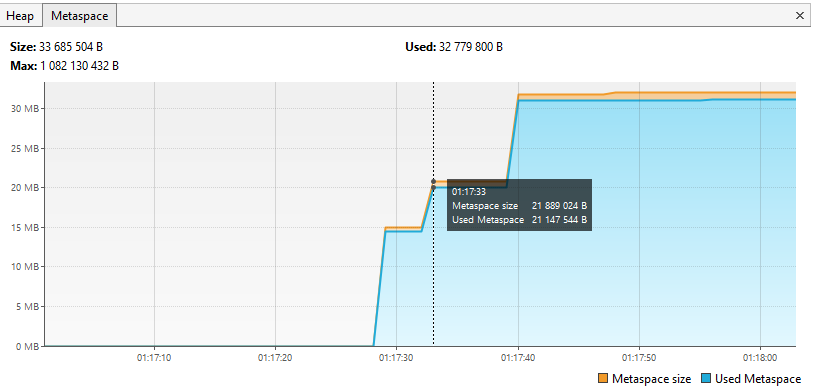 Heap Metaspace ×
Size: 33 685 504 B Used: 32 779 800 B
Max: 1 082 130 432 B
30 MB
25 MB
20 MB
15 MB
10 MB
5 MB
0 MB
01:17:33
Metaspace size 21 889 024 B
Used Metaspace 21 147 544 B
01:17:10 01:17:20 01:17:30 01:17:40 01:17:50 01:18:00
Metaspace size Used Metaspace